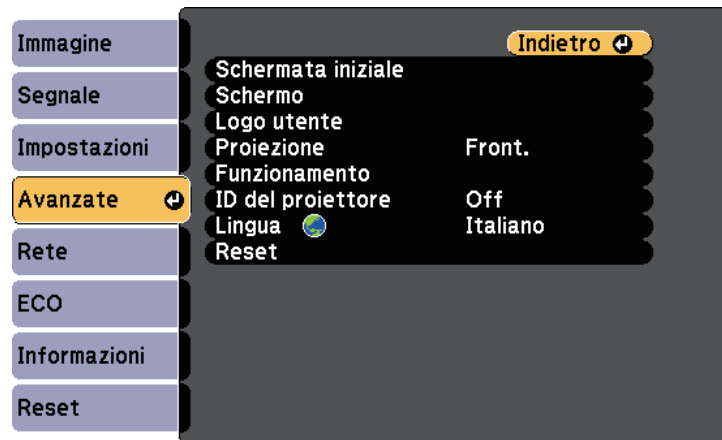 Immagine
Segnale
Impostazioni
Avanzate
Rete
ECO
Informazioni
Reset
Indietro
Schermata iniziale
Schermo
Logo utente
Proiezione Front.
Funzionamento
ID del proiettore Off
Lingua Italiano
Reset